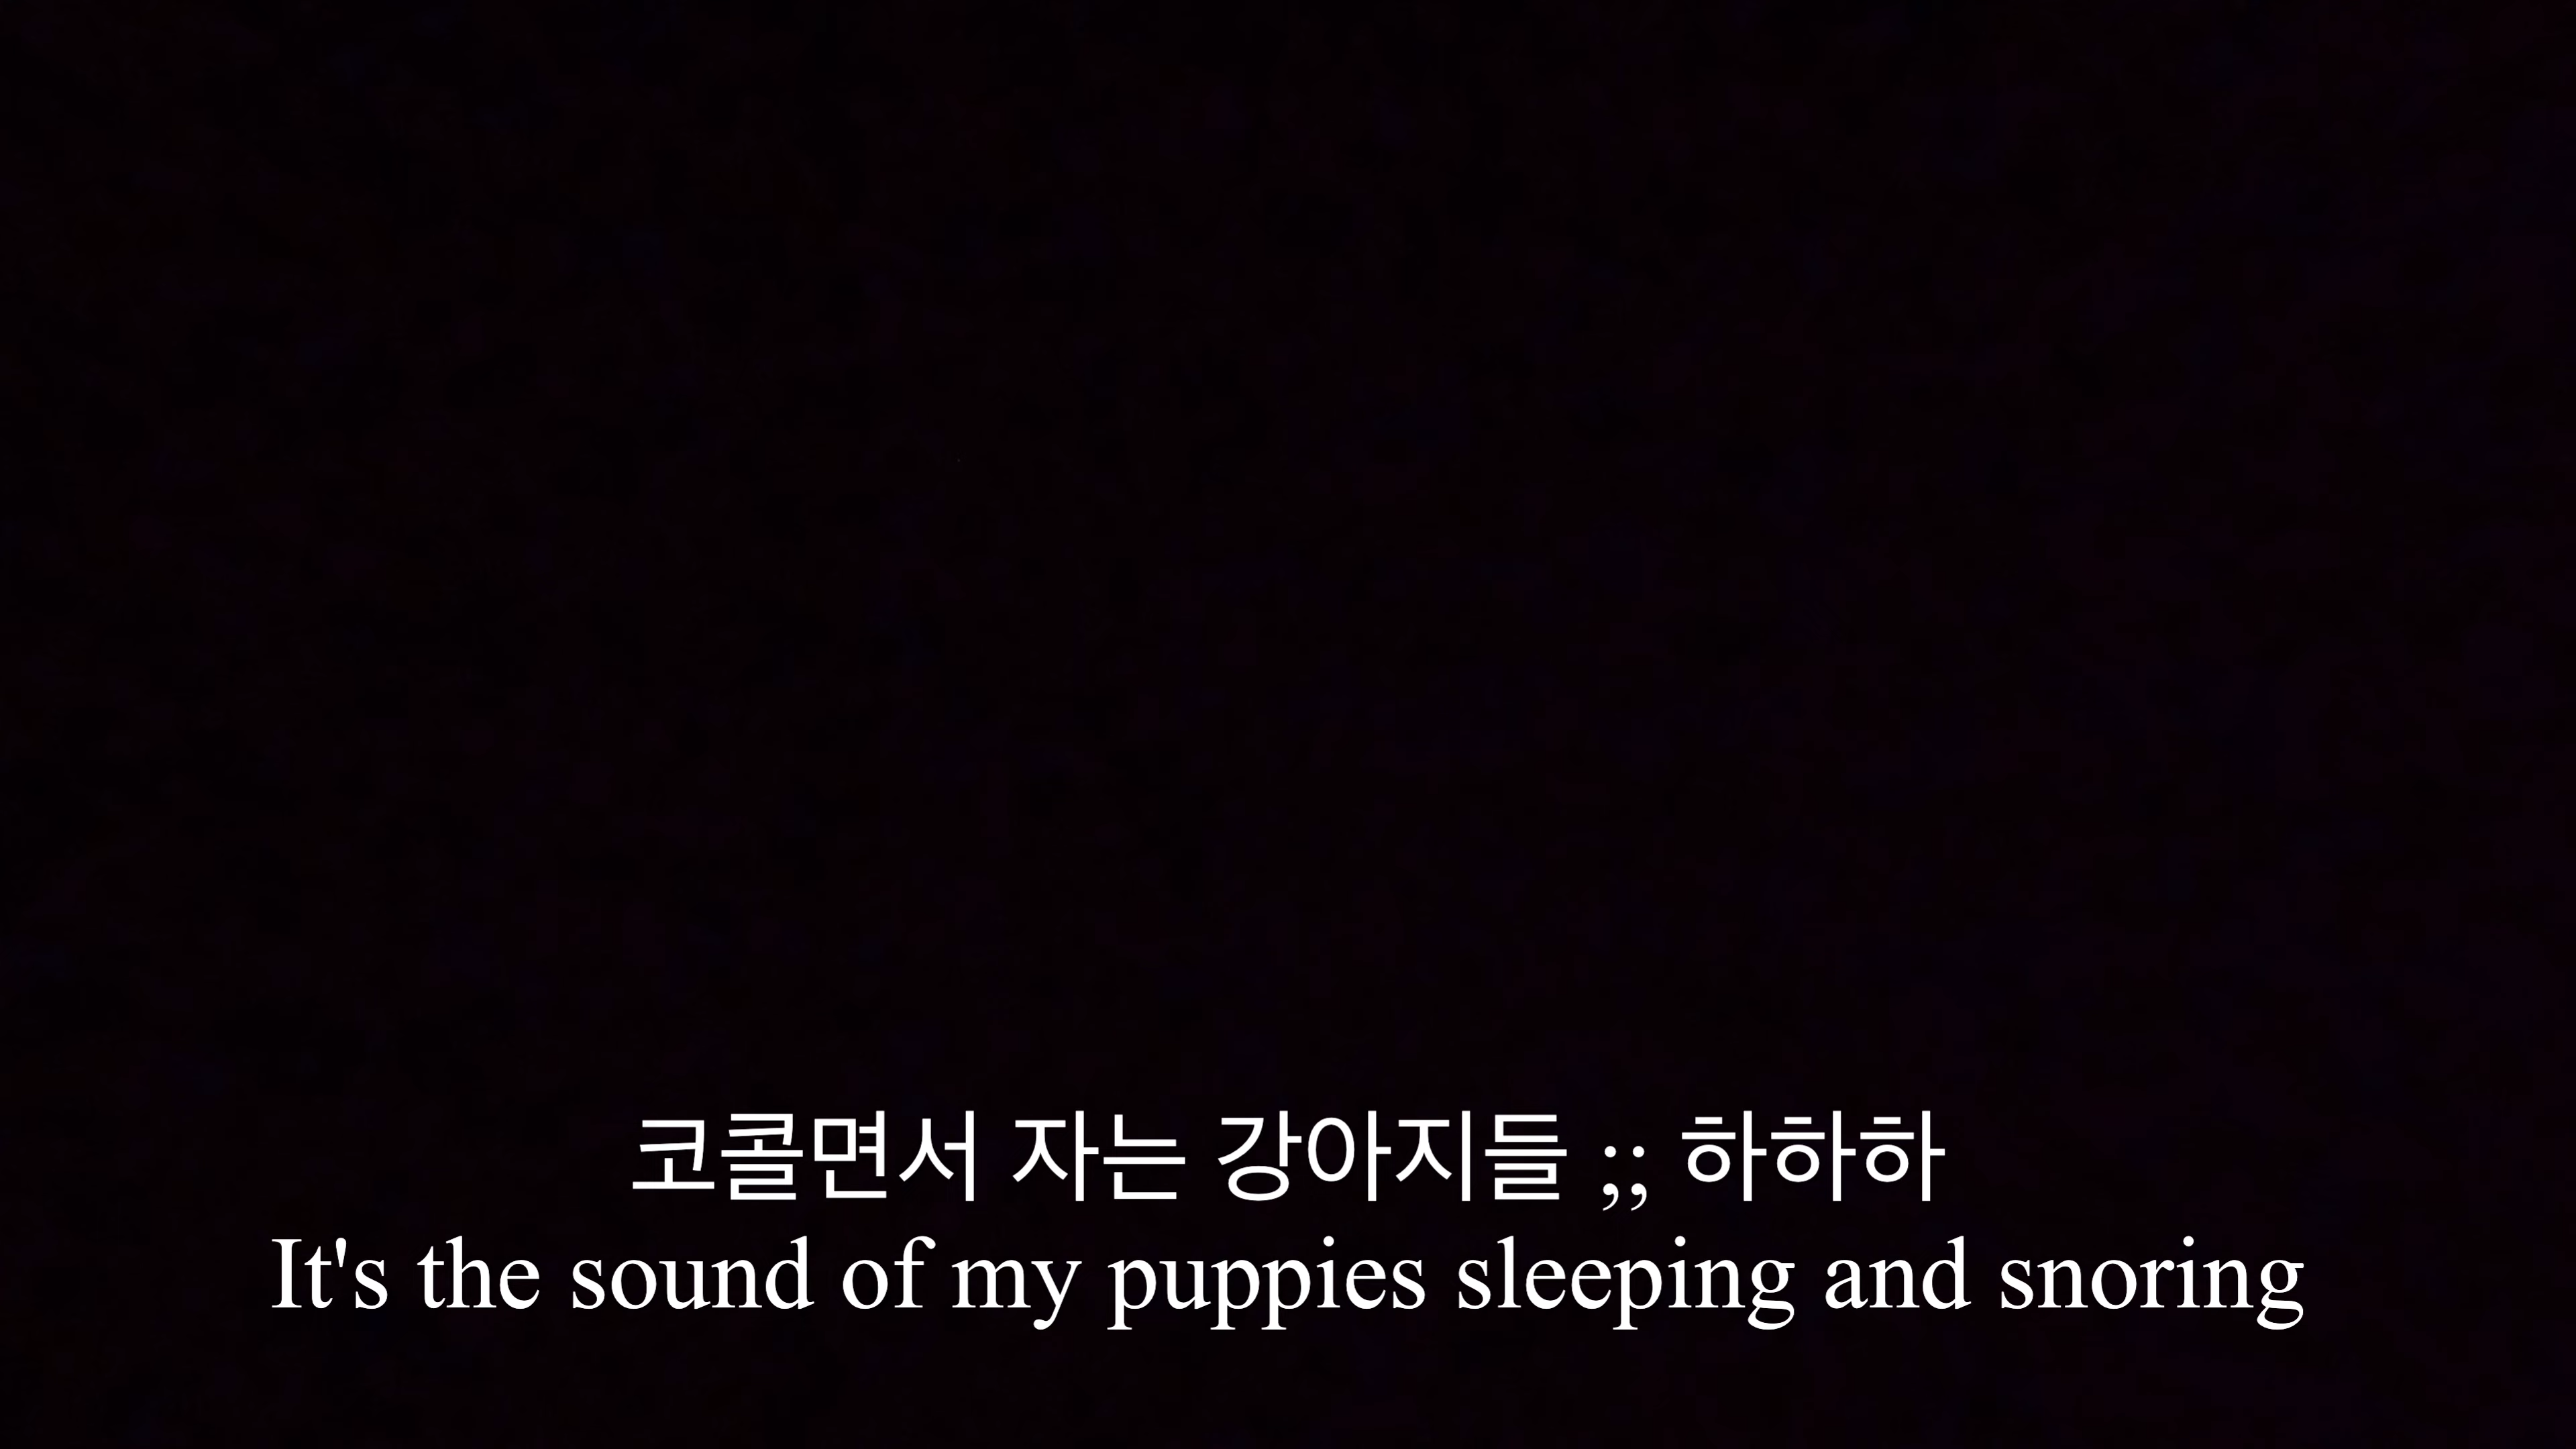 코콜면서 자는 강아지들 ;; 하하하
It's the sound of my puppies sleeping and snoring